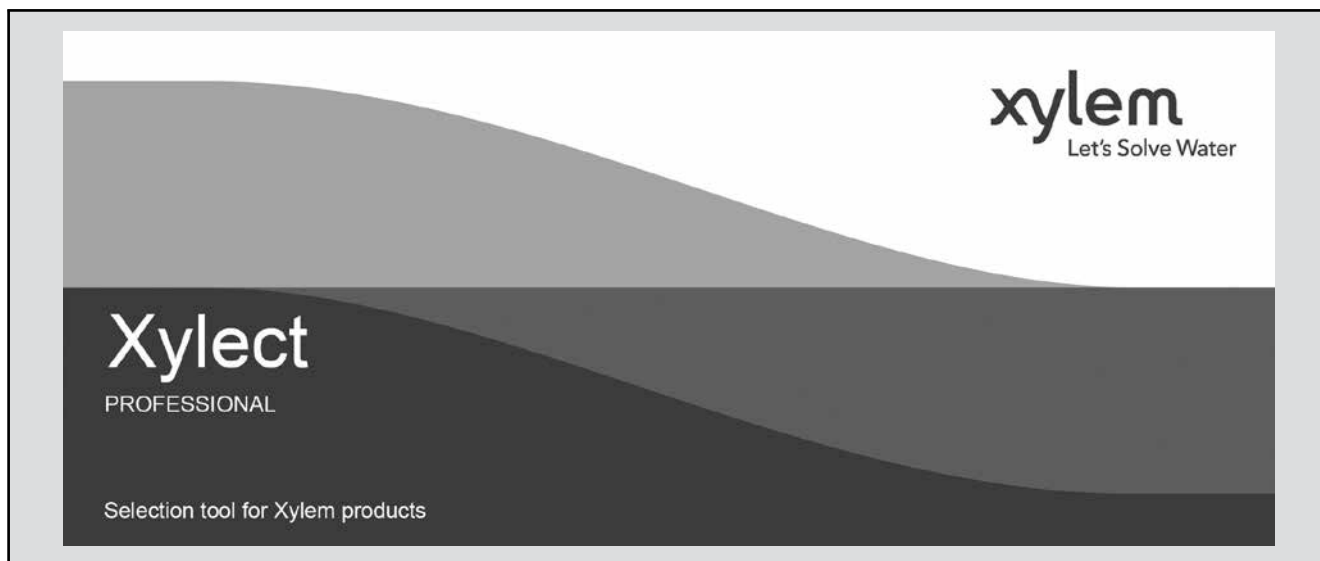 xylem
Let's Solve Water
Xylect
PROFESSIONAL
Selection tool for Xylem products